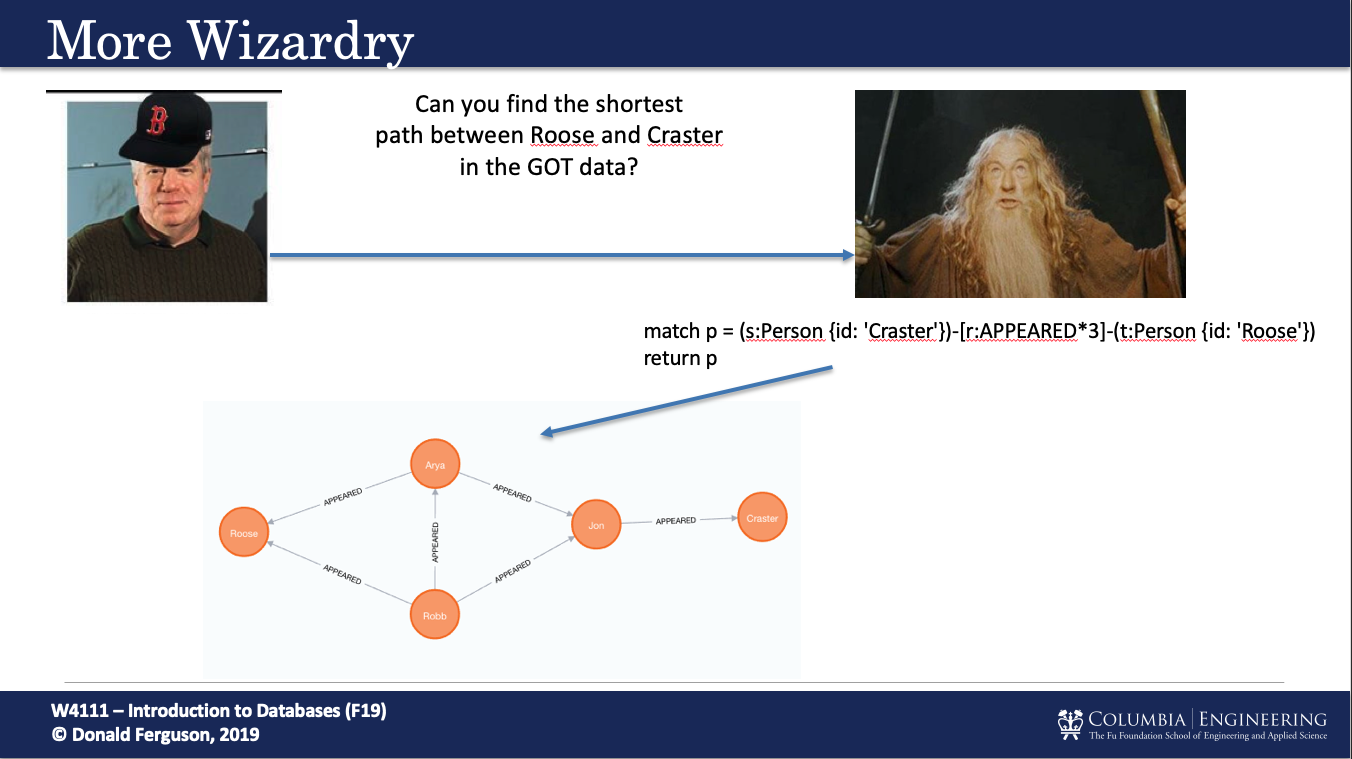 More Wizardry
B
Can you find the shortest
path between Roose and Craster
in the GOT data?
match p = (s:Person {id: 'Craster'})-[r:APPEARED*3]-(t:Person {id: 'Roose'})
return p
Arya
APPEARED
APPEARED
Roose
APPEARED
Jon
APPEARED
Craster
APPEARED
APPEARED
Robb
W4111 – Introduction to Databases (F19)
© Donald Ferguson, 2019
COLUMBIA | ENGINEERING
The Fu Foundation School of Engineering and Applied Science